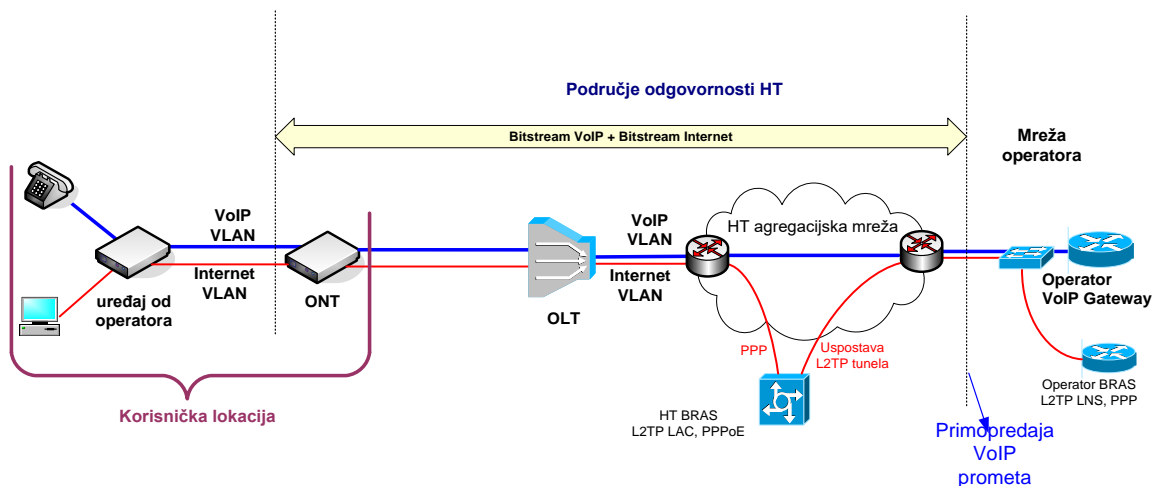 Područje odgovornosti HT
Bitstream VoIP + Bitstream Internet
Mreža
operatora
VoIP
VLAN
Internet
VLAN
uređaj od
operatora
ONT
OLT
VoIP
VLAN
Internet
VLAN
HT agregacijska mreža
Operator
VoIP Gateway
PPP
Uspostava
L2TP tunela
HT BRAS
L2TP LAC, PPPoE
Operator BRAS
L2TP LNS, PPP
Korisnička lokacija
Primopredaja
VoIP
prometa